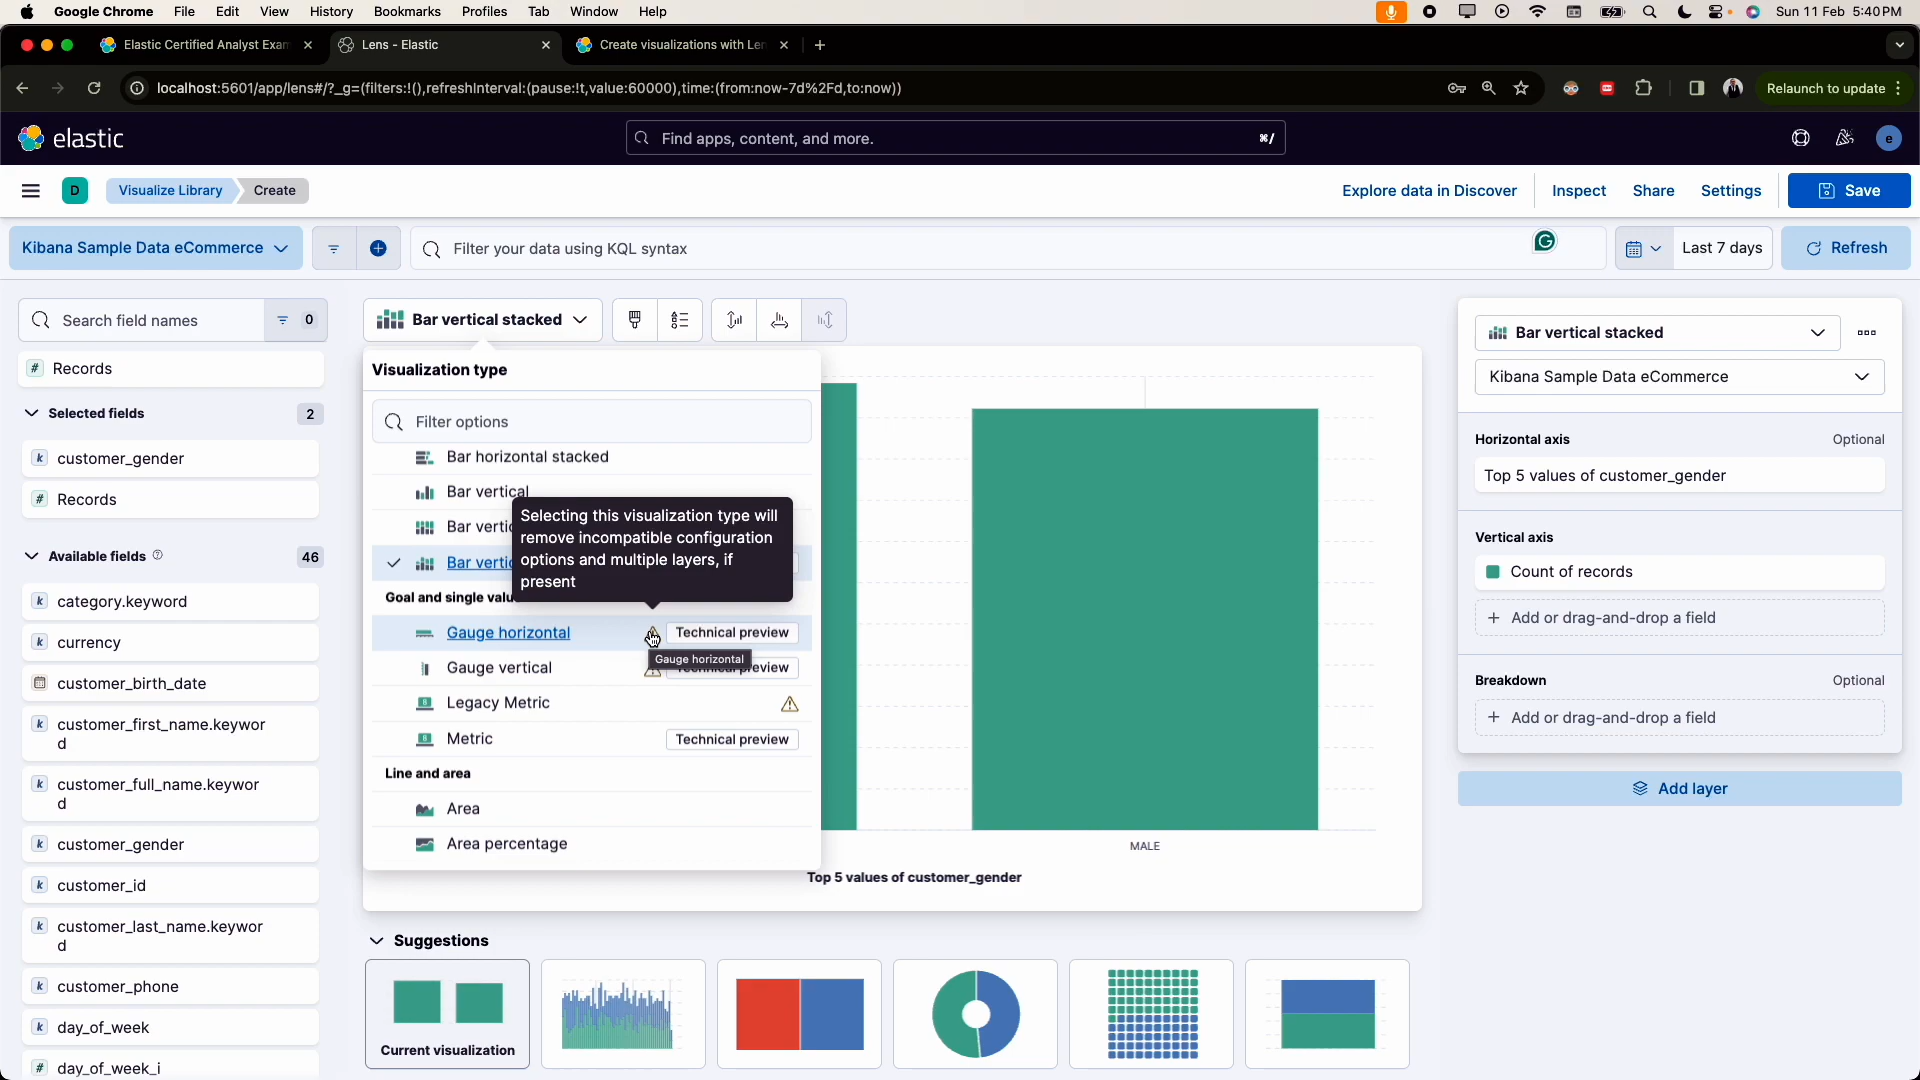 Google Chrome File Edit View History Bookmarks Profiles Tab Window Help Sun 11 Feb 5:40 PM
Elastic Certified Analyst Exam
Lens - Elastic
Create visualizations with Len
localhost:5601/app/lens#/?_g=(filters:!(),refreshInterval:(pause:!t,value:60000),time:(from:now-7d%2Fd,to:now))
Relaunch to update
elastic
Find apps, content, and more.
⌘/
e
D
Visualize Library
Create
Explore data in Discover
Inspect
Share
Settings
Save
Kibana Sample Data eCommerce
Filter your data using KQL syntax
Last 7 days
Refresh
Search field names
0
# Records
Selected fields
2
k customer_gender
# Records
Available fields
46
k category.keyword
k currency
customer_birth_date
k customer_first_name.keywor
d
k customer_full_name.keywor
d
k customer_gender
k customer_id
k customer_last_name.keywor
d
k customer_phone
k day_of_week
# day_of_week_i
Bar vertical stacked
Visualization type
Filter options
Bar horizontal stacked
Bar vertical
Bar vertic
Bar vertic
Selecting this visualization type will
remove incompatible configuration
options and multiple layers, if
present
Goal and single valu
Gauge horizontal
Technical preview
Gauge horizontal
Gauge vertical
Technical preview
Legacy Metric
Metric
Technical preview
Line and area
Area
Area percentage
MALE
Top 5 values of customer_gender
Suggestions
Current visualization
Bar vertical stacked
Kibana Sample Data eCommerce
Horizontal axis
Optional
Top 5 values of customer_gender
Vertical axis
Count of records
+ Add or drag-and-drop a field
Breakdown
Optional
+ Add or drag-and-drop a field
Add layer